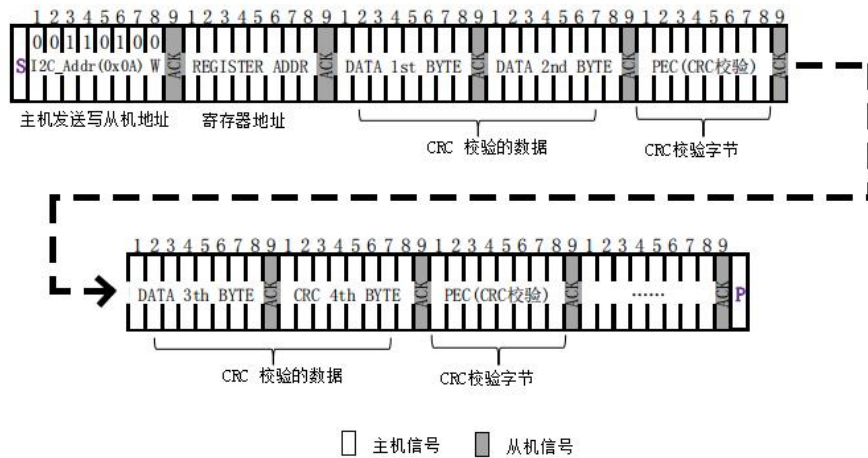 1 2 3 4 5 6 7 8 9 1 2 3 4 5 6 7 8 9 1 2 3 4 5 6 7 8 9 1 2 3 4 5 6 7 8 9 1 2 3 4 5 6 7 8 9
0 0 1 1 0 1 0 0
S I2C_Addr(0x0A) W ACK REGISTER ADDR ACK DATA 1st BYTE ACK DATA 2nd BYTE ACK PEC(CRC校验) ACK
主机发送写从机地址 寄存器地址
CRC 校验的数据 CRC校验字节
1 2 3 4 5 6 7 8 9 1 2 3 4 5 6 7 8 9 1 2 3 4 5 6 7 8 9 1 2 3 4 5 6 7 8 9
DATA 3th BYTE ACK CRC 4th BYTE ACK PEC(CRC校验) ACK …… ACK P
CRC 校验的数据 CRC校验字节
主机信号 从机信号